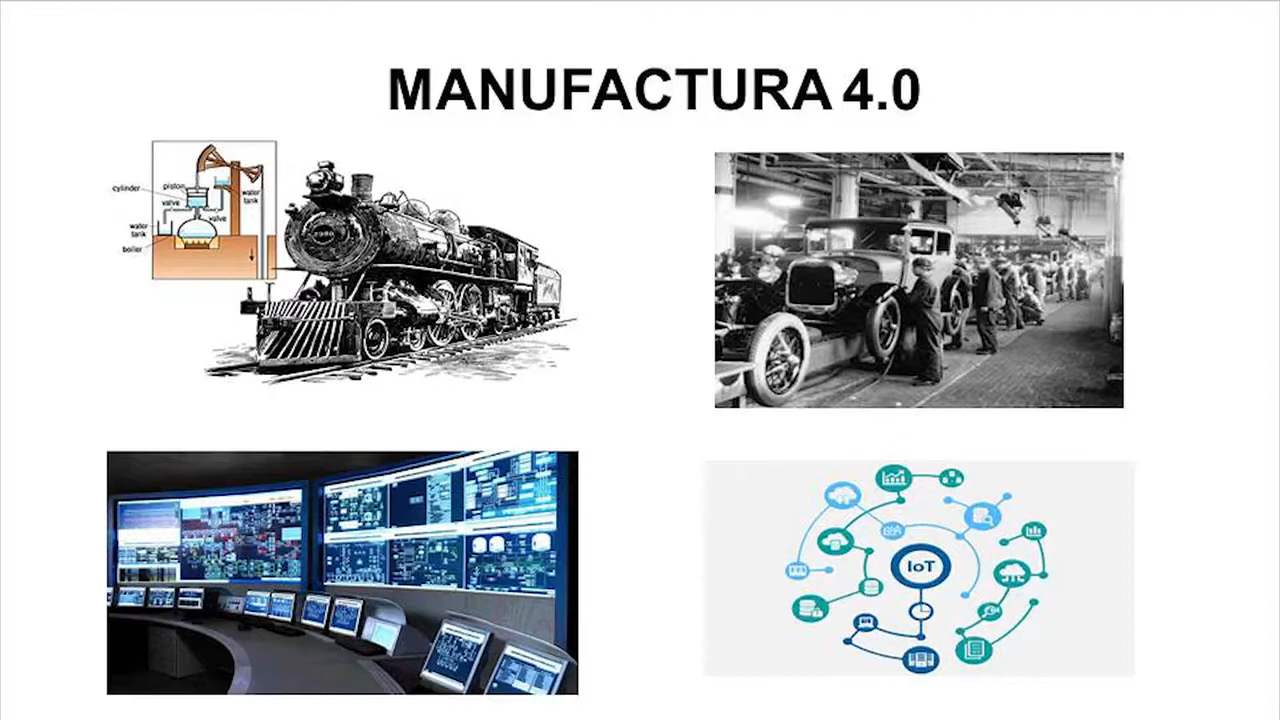 MANUFACTURA 4.0
cylinder
piston
valve
valve
water
tank
water
tank
boiler
IoT